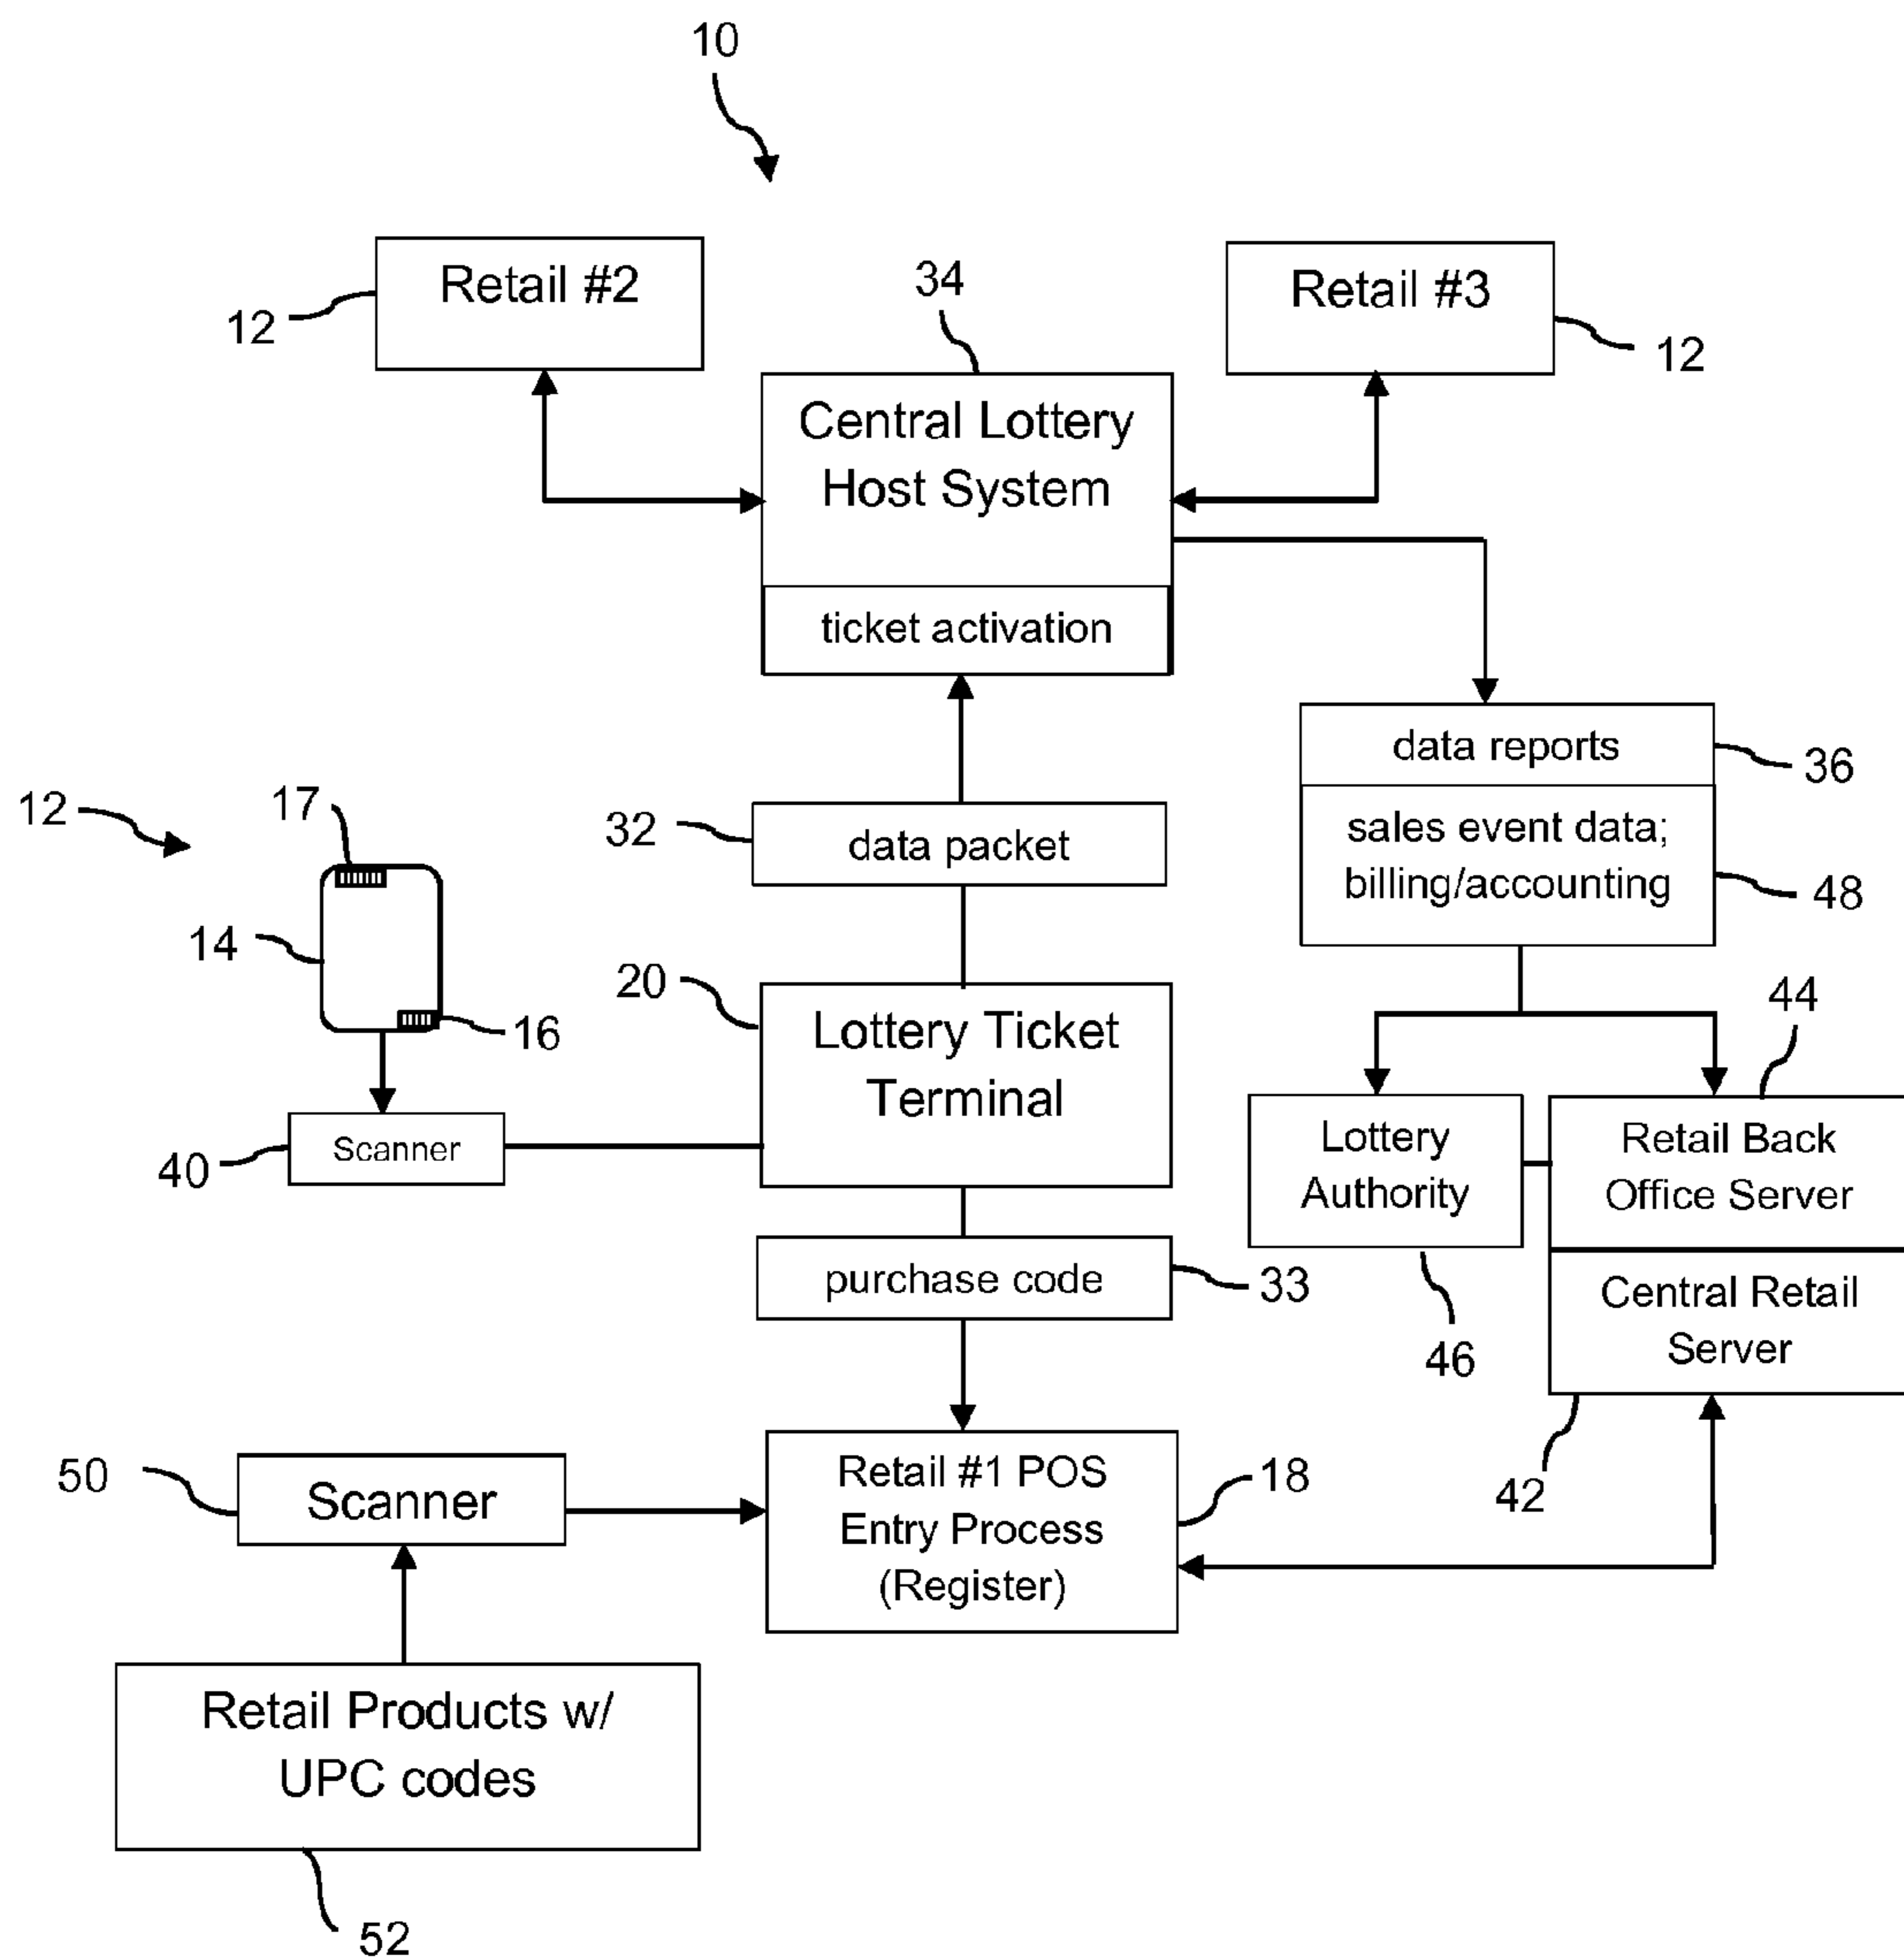 10
Retail #2
12
34
Retail #3
12
Central Lottery
Host System
ticket activation
data reports
36
sales event data;
billing/accounting
48
12
17
14
16
32
data packet
20
Lottery Ticket
Terminal
40
Scanner
44
Lottery
Authority
46
Retail Back
Office Server
Central Retail
Server
42
purchase code
33
50
Scanner
Retail #1 POS
Entry Process
(Register)
18
Retail Products w/
UPC codes
52